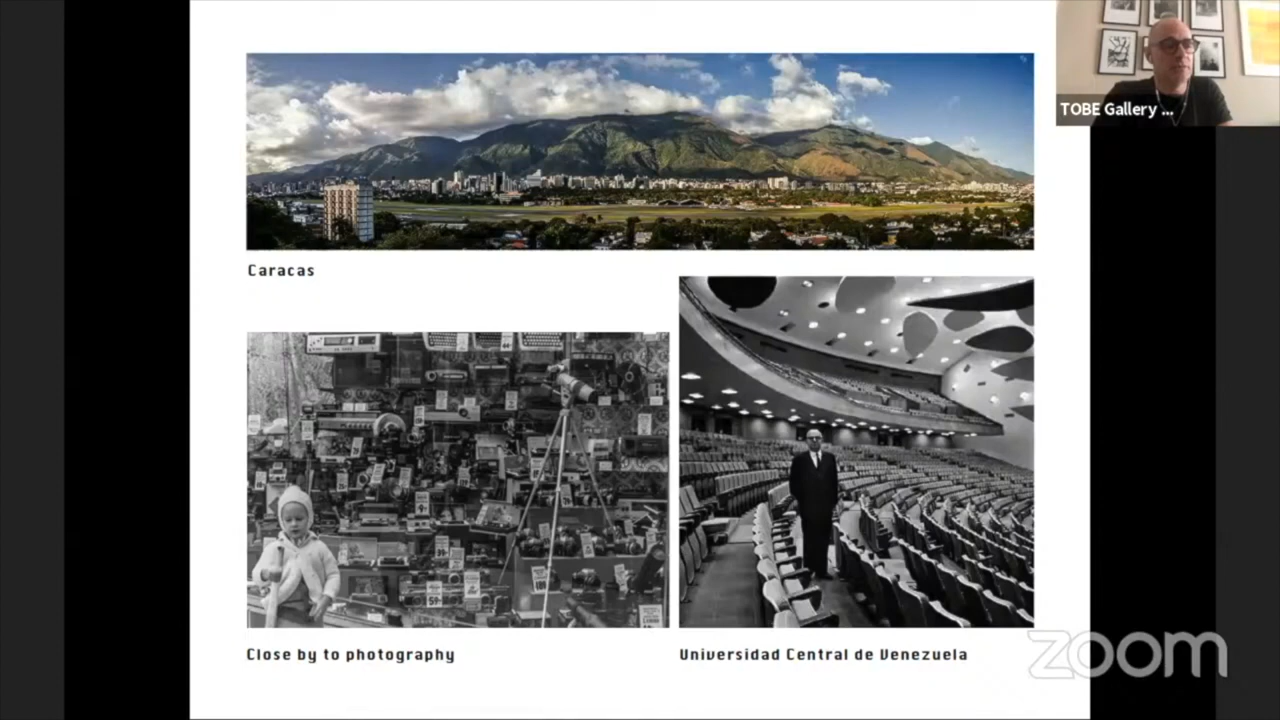 TOBE Gallery ...
Caracas
Close by to photography
Universidad Central de Venezuela
zoom